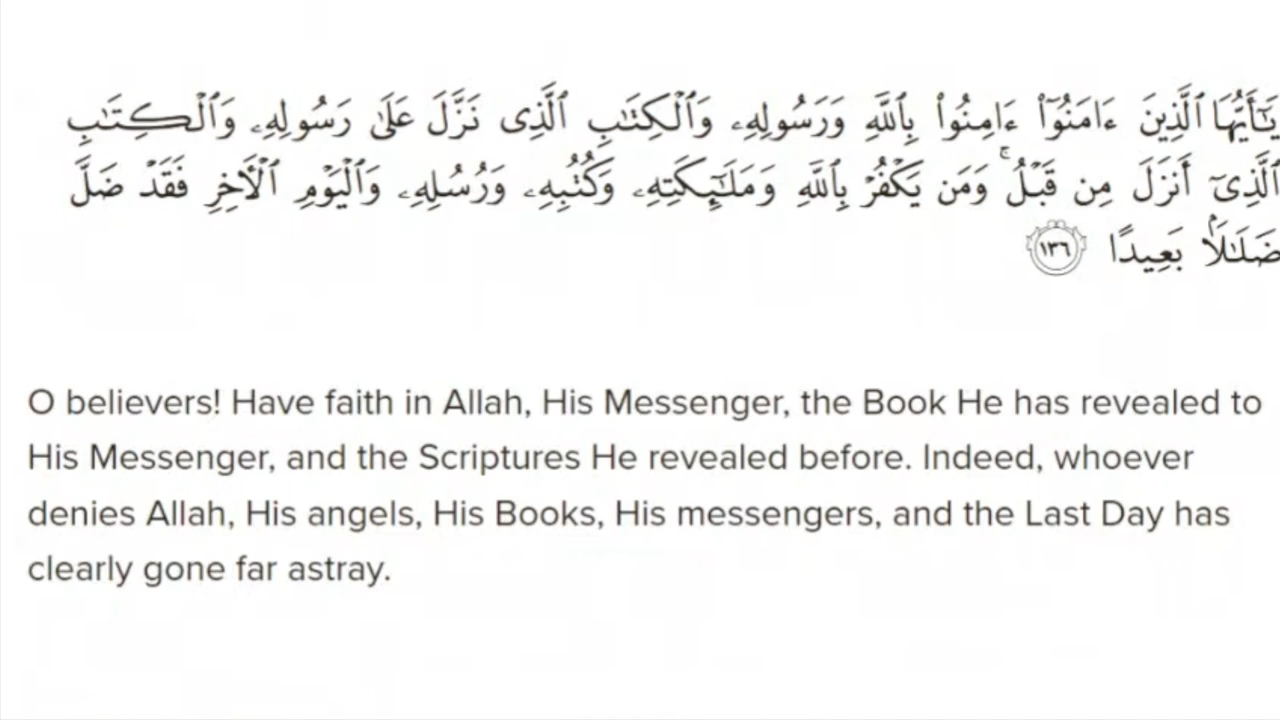 يَـٰٓأَيُّهَا ٱلَّذِينَ ءَامَنُوٓا۟ ءَامِنُوا۟ بِٱللَّهِ وَرَسُولِهِۦ وَٱلْكِتَـٰبِ ٱلَّذِى نَزَّلَ عَلَىٰ رَسُولِهِۦ وَٱلْكِتَـٰبِ
ٱلَّذِىٓ أَنزَلَ مِن قَبْلُ ۚ وَمَن يَكْفُرْ بِٱللَّهِ وَمَلَـٰٓئِكَتِهِۦ وَكُتُبِهِۦ وَرُسُلِهِۦ وَٱلْيَوْمِ ٱلْـَٔاخِرِ فَقَدْ ضَلَّ
ضَلَـٰلًۢا بَعِيدًا ١٣٦
O believers! Have faith in Allah, His Messenger, the Book He has revealed to
His Messenger, and the Scriptures He revealed before. Indeed, whoever
denies Allah, His angels, His Books, His messengers, and the Last Day has
clearly gone far astray.